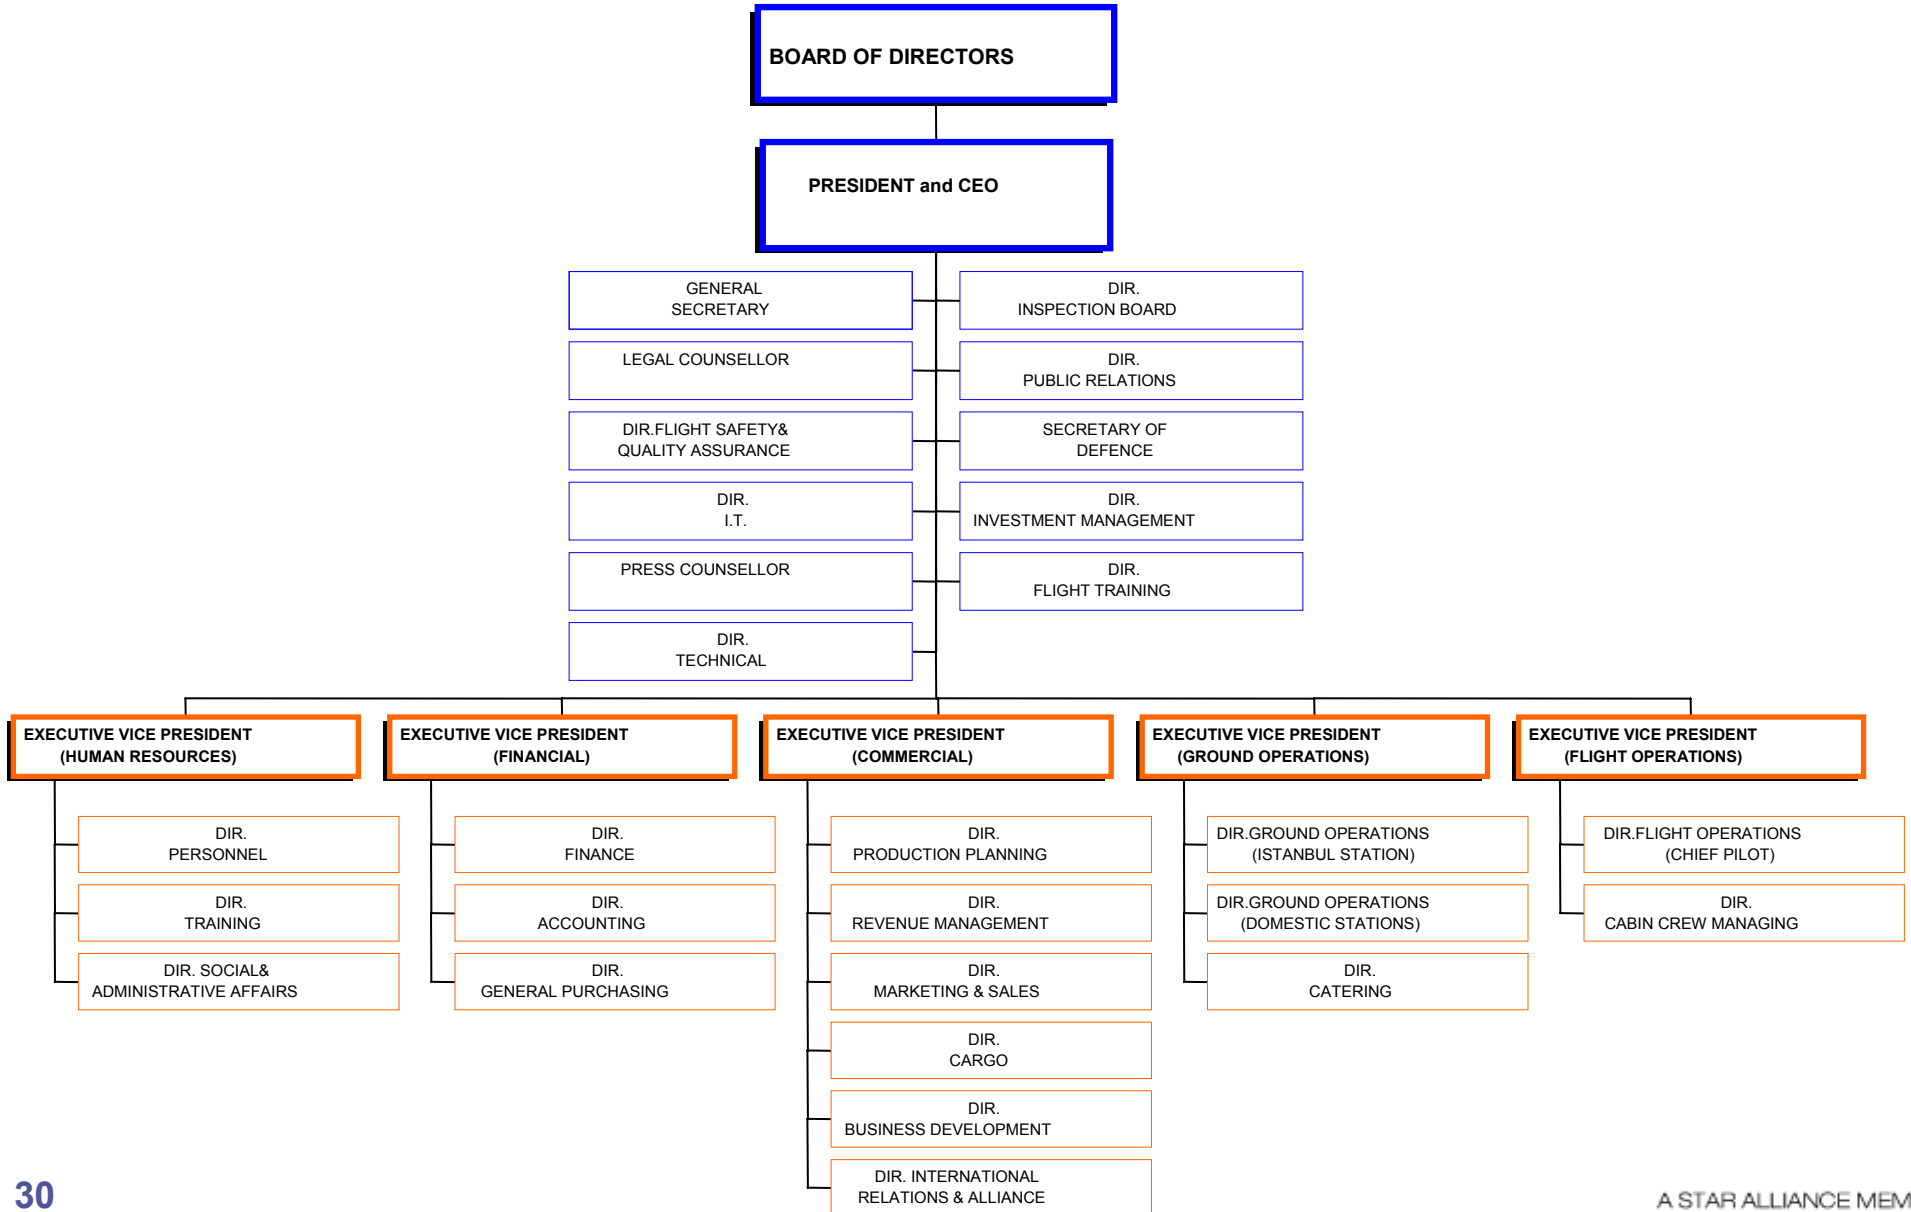 BOARD OF DIRECTORS
PRESIDENT and CEO
GENERAL
SECRETARY
DIR.
INSPECTION BOARD
LEGAL COUNSELLOR
DIR.
PUBLIC RELATIONS
DIR.FLIGHT SAFETY&
QUALITY ASSURANCE
SECRETARY OF
DEFENCE
DIR.
I.T.
DIR.
INVESTMENT MANAGEMENT
PRESS COUNSELLOR
DIR.
FLIGHT TRAINING
DIR.
TECHNICAL
EXECUTIVE VICE PRESIDENT
(HUMAN RESOURCES)
DIR.
PERSONNEL
DIR.
TRAINING
DIR. SOCIAL&
ADMINISTRATIVE AFFAIRS
EXECUTIVE VICE PRESIDENT
(FINANCIAL)
DIR.
FINANCE
DIR.
ACCOUNTING
DIR.
GENERAL PURCHASING
EXECUTIVE VICE PRESIDENT
(COMMERCIAL)
DIR.
PRODUCTION PLANNING
DIR.
REVENUE MANAGEMENT
DIR.
MARKETING & SALES
DIR.
CARGO
DIR.
BUSINESS DEVELOPMENT
DIR. INTERNATIONAL
RELATIONS & ALLIANCE
EXECUTIVE VICE PRESIDENT
(GROUND OPERATIONS)
DIR.GROUND OPERATIONS
(ISTANBUL STATION)
DIR.GROUND OPERATIONS
(DOMESTIC STATIONS)
DIR.
CATERING
EXECUTIVE VICE PRESIDENT
(FLIGHT OPERATIONS)
DIR.FLIGHT OPERATIONS
(CHIEF PILOT)
DIR.
CABIN CREW MANAGING
30
A STAR ALLIANCE MEM